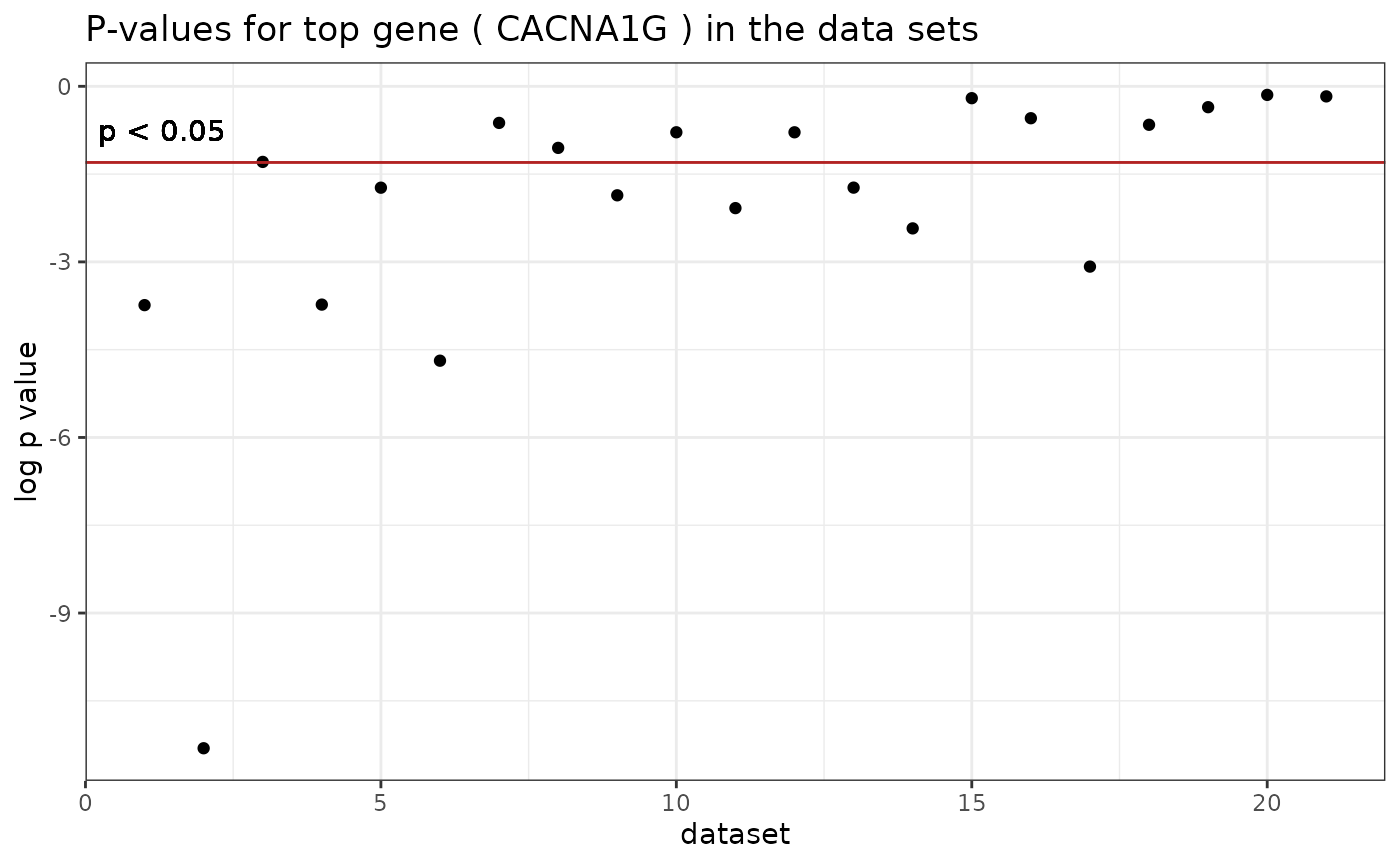 P-values for top gene ( CACNA1G ) in the data sets
0
p < 0.05
-3
-6
-9
log p value
0 5 10 15 20
dataset